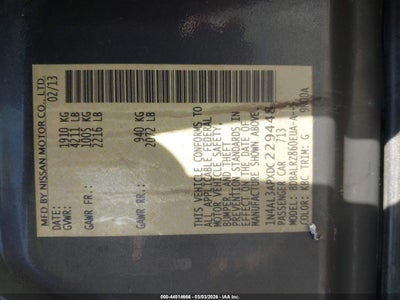 MFD BY NISSAN MOTOR CO., LTD.
DATE: 02/13
GVWR: 1910 KG
4211 LB
GAWR FR.: 1005 KG
2216 LB
GAWR RR.: 940 KG
2072 LB
THIS VEHICLE CONFORMS TO
ALL APPLICABLE FEDERAL
MOTOR VEHICLE SAFETY,
BUMPER AND THEFT
PREVENTION STANDARDS IN
EFFECT ON THE DATE OF
MANUFACTURE SHOWN ABOVE.
1N4AL3APXDC229448
PASSENGER CAR
MODEL:
COLOR: KBC TRIM: G
000-44914666 - 03/03/2026 - IAA